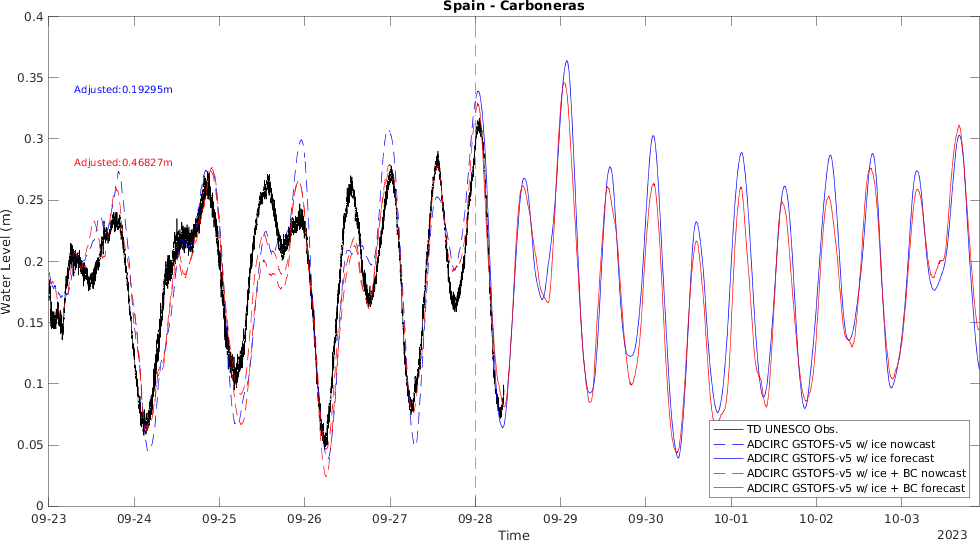 Spain - Carboneras
0.4
0.35
0.3
0.25
0.2
0.15
0.1
0.05
0
Water Level (m)
Adjusted:0.19295m
Adjusted:0.46827m
TD UNESCO Obs.
ADCIRC GSTOFS-v5 w/ ice nowcast
ADCIRC GSTOFS-v5 w/ ice forecast
ADCIRC GSTOFS-v5 w/ ice + BC nowcast
ADCIRC GSTOFS-v5 w/ ice + BC forecast
09-23 09-24 09-25 09-26 09-27 09-28 09-29 09-30 10-01 10-02 10-03
Time
2023